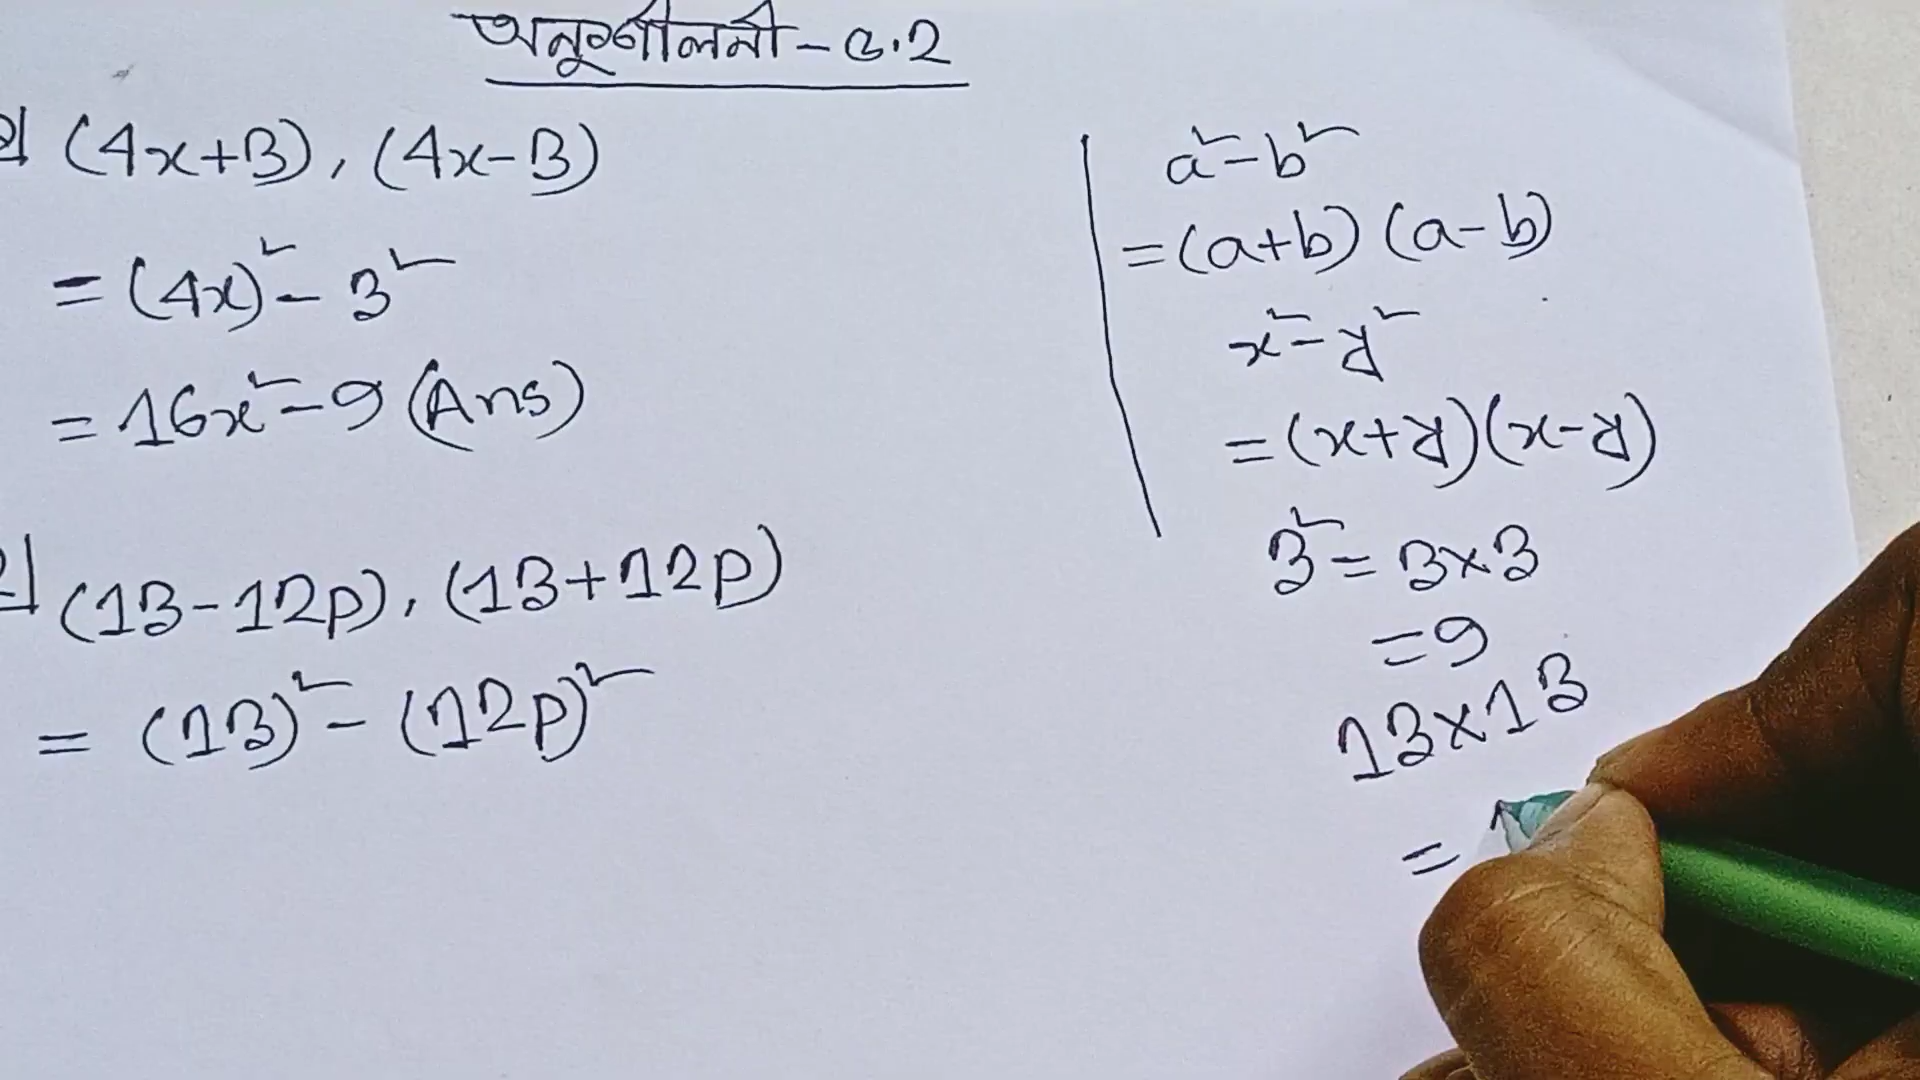 অনুশীলনী - ৫.2
(4x+3), (4x-3)
= (4x)² - 3²
= 16x² - 9 (Ans)
(13-12p), (13+12p)
= (13)² - (12p)²
a² - b²
= (a+b) (a-b)
x² - y²
= (x+y)(x-y)
3² = 3×3
= 9
13×13
=